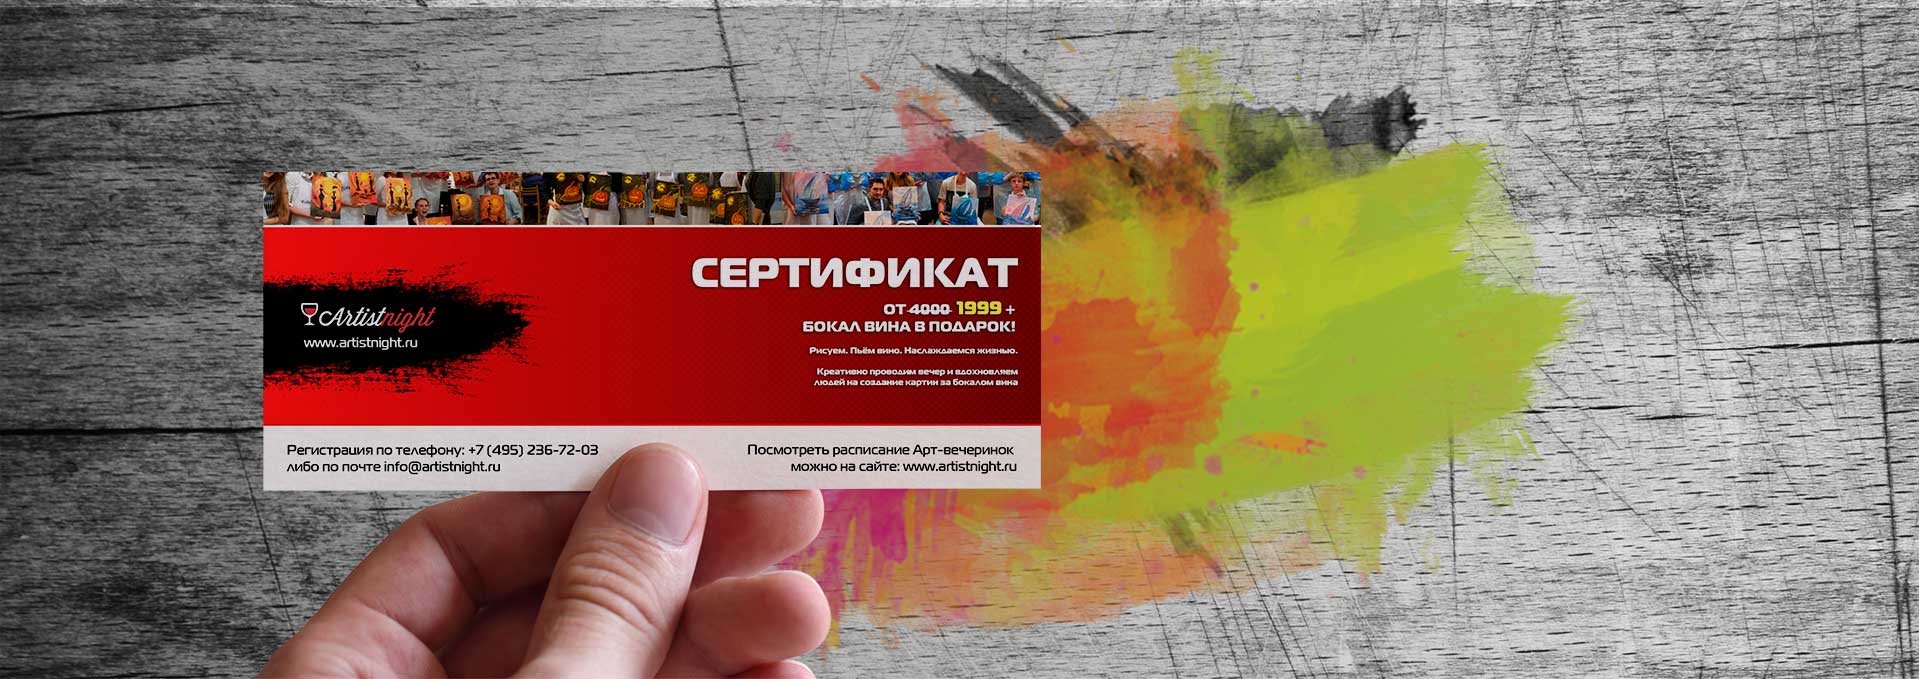 СЕРТИФИКАТ
ОТ 4000 1999 +
БОКАЛ ВИНА В ПОДАРОК!
Рисуем. Пьём вино. Наслаждаемся жизнью.
Креативно проводим вечер и вдохновляем
людей на создание картин за бокалом вина
Artistnight
www.artistnight.ru
Регистрация по телефону: +7 (495) 236-72-03
либо по почте info@artistnight.ru
Посмотреть расписание Арт-вечеринок
можно на сайте: www.artistnight.ru